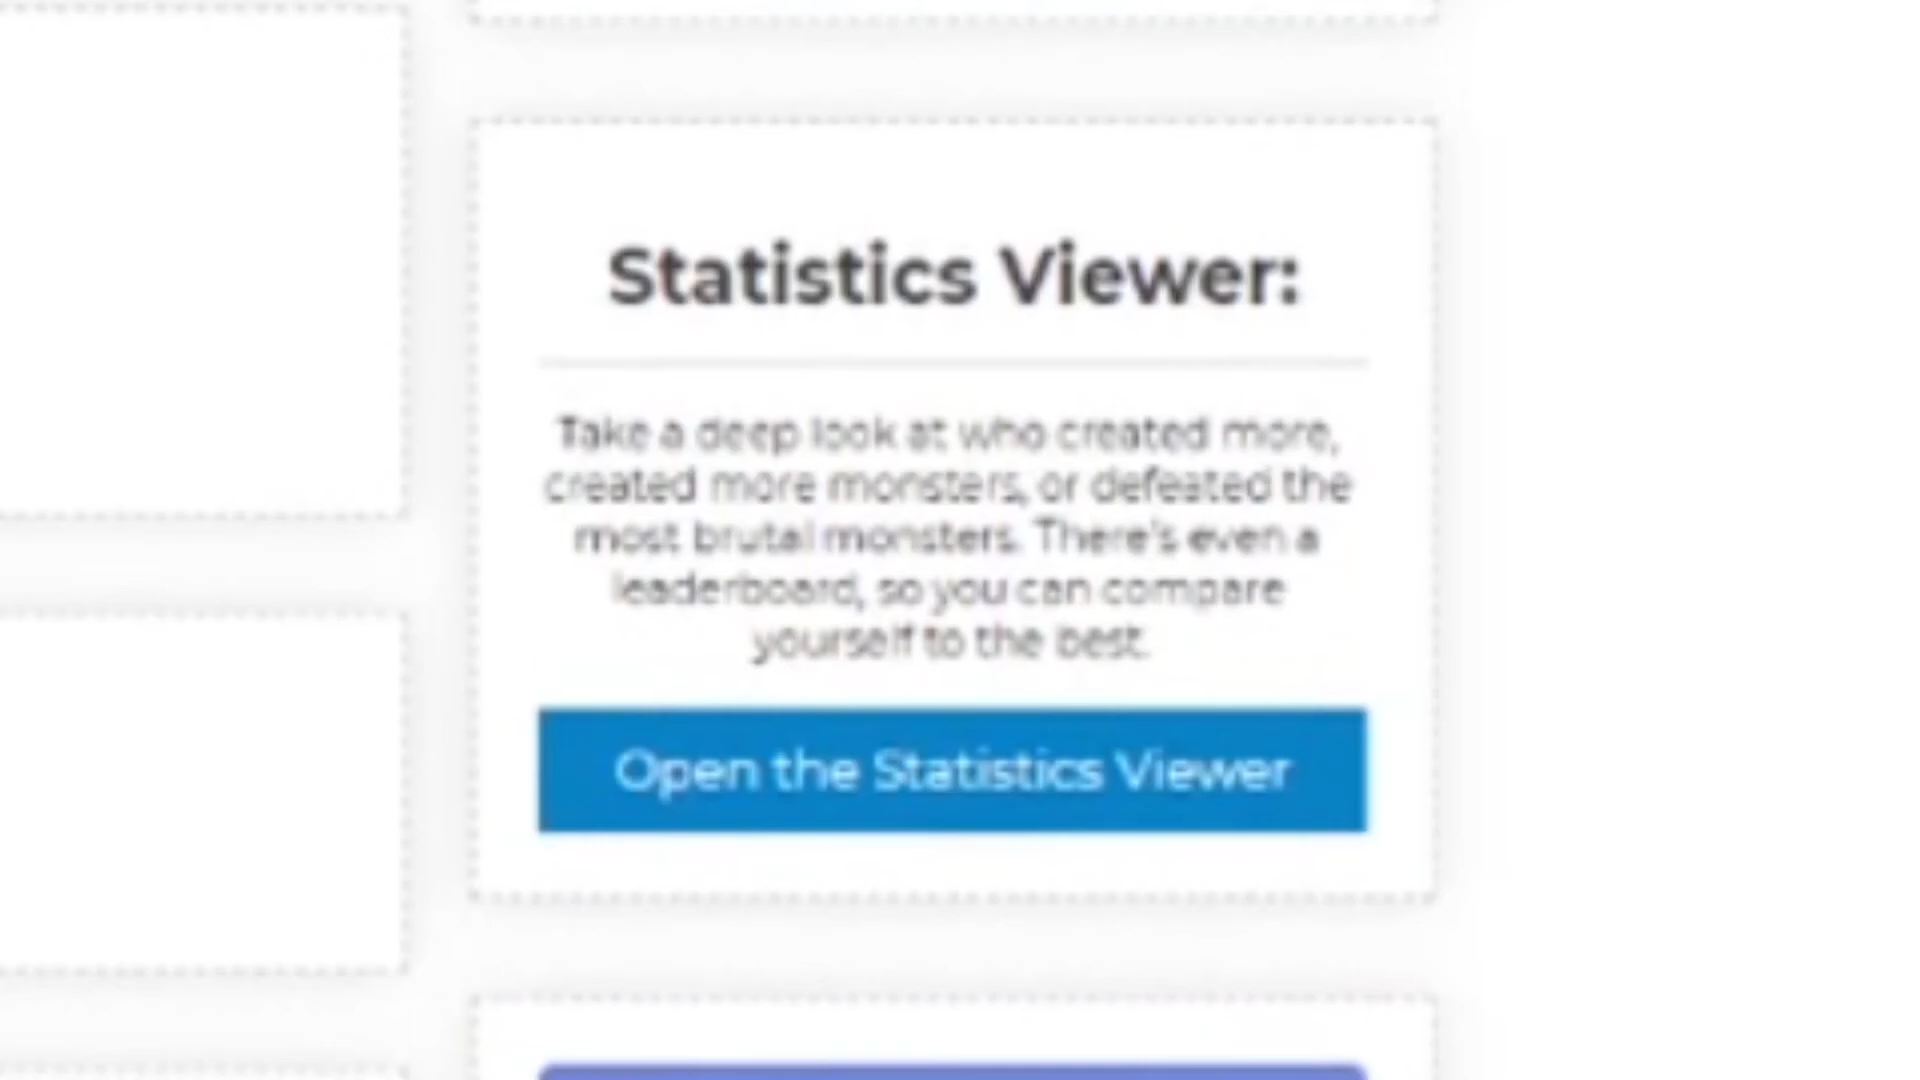 Statistics Viewer:
Take a deep look at who created more,
created more monsters, or defeated the
most brutal monsters. There's even a
leaderboard, so you can compare
yourself to the best.
Open the Statistics Viewer